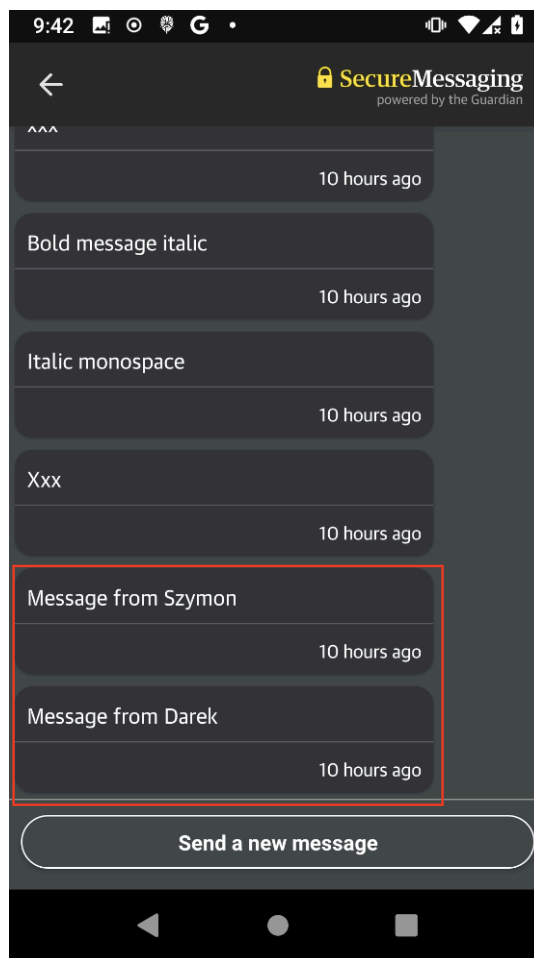 9:42
SecureMessaging
powered by the Guardian
xxx
10 hours ago
Bold message italic
10 hours ago
Italic monospace
10 hours ago
Xxx
10 hours ago
Message from Szymon
10 hours ago
Message from Darek
10 hours ago
Send a new message